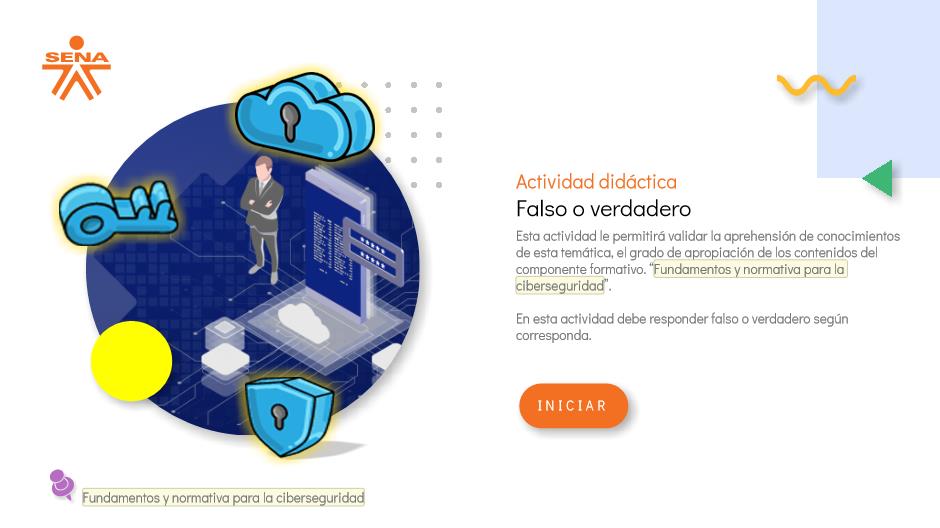 SENA
Actividad didáctica
Falso o verdadero
Esta actividad le permitirá validar la aprehensión de conocimientos
de esta temática, el grado de apropiación de los contenidos del
componente formativo. “Fundamentos y normativa para la
ciberseguridad”.
En esta actividad debe responder falso o verdadero según
corresponda.
INICIAR
Fundamentos y normativa para la ciberseguridad